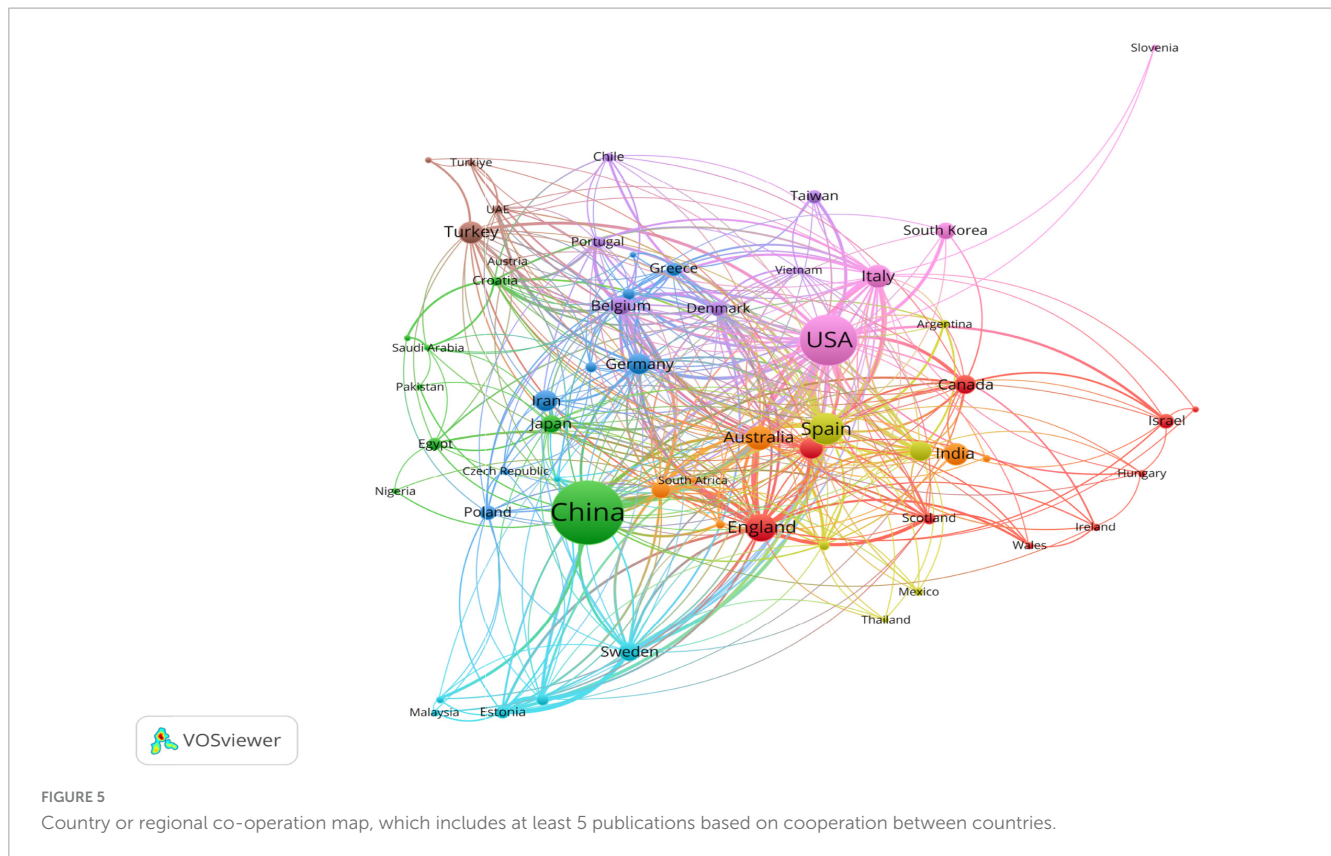 Slovenia
Turkiye
Chile
Taiwan
UAE
Turkey
South Korea
Portugal
Austria
Greece
Vietnam
Italy
Croatia
Belgium
Denmark
Argentina
USA
Saudi Arabia
Germany
Pakistan
Canada
Iran
Japan
Australia
Spain
Israel
Egypt
India
Czech Republic
South Africa
Hungary
Nigeria
Poland
China
England
Scotland
Ireland
Wales
Mexico
Thailand
Sweden
Malaysia
Estonia
VOSviewer
FIGURE 5
Country or regional co-operation map, which includes at least 5 publications based on cooperation between countries.